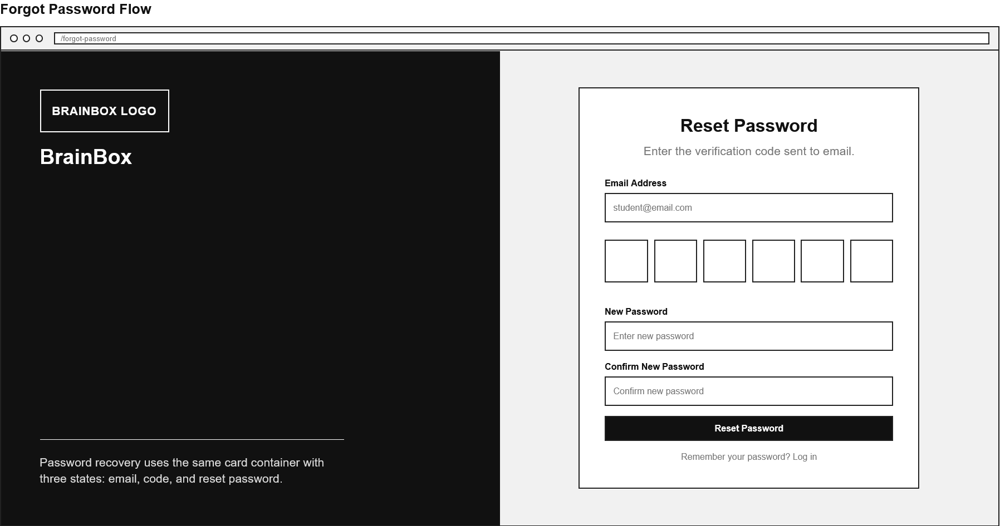 Forgot Password Flow
/forgot-password
BRAINBOX LOGO
BrainBox
Password recovery uses the same card container with
three states: email, code, and reset password.
Reset Password
Enter the verification code sent to email.
Email Address
student@email.com
New Password
Enter new password
Confirm New Password
Confirm new password
Reset Password
Remember your password? Log in